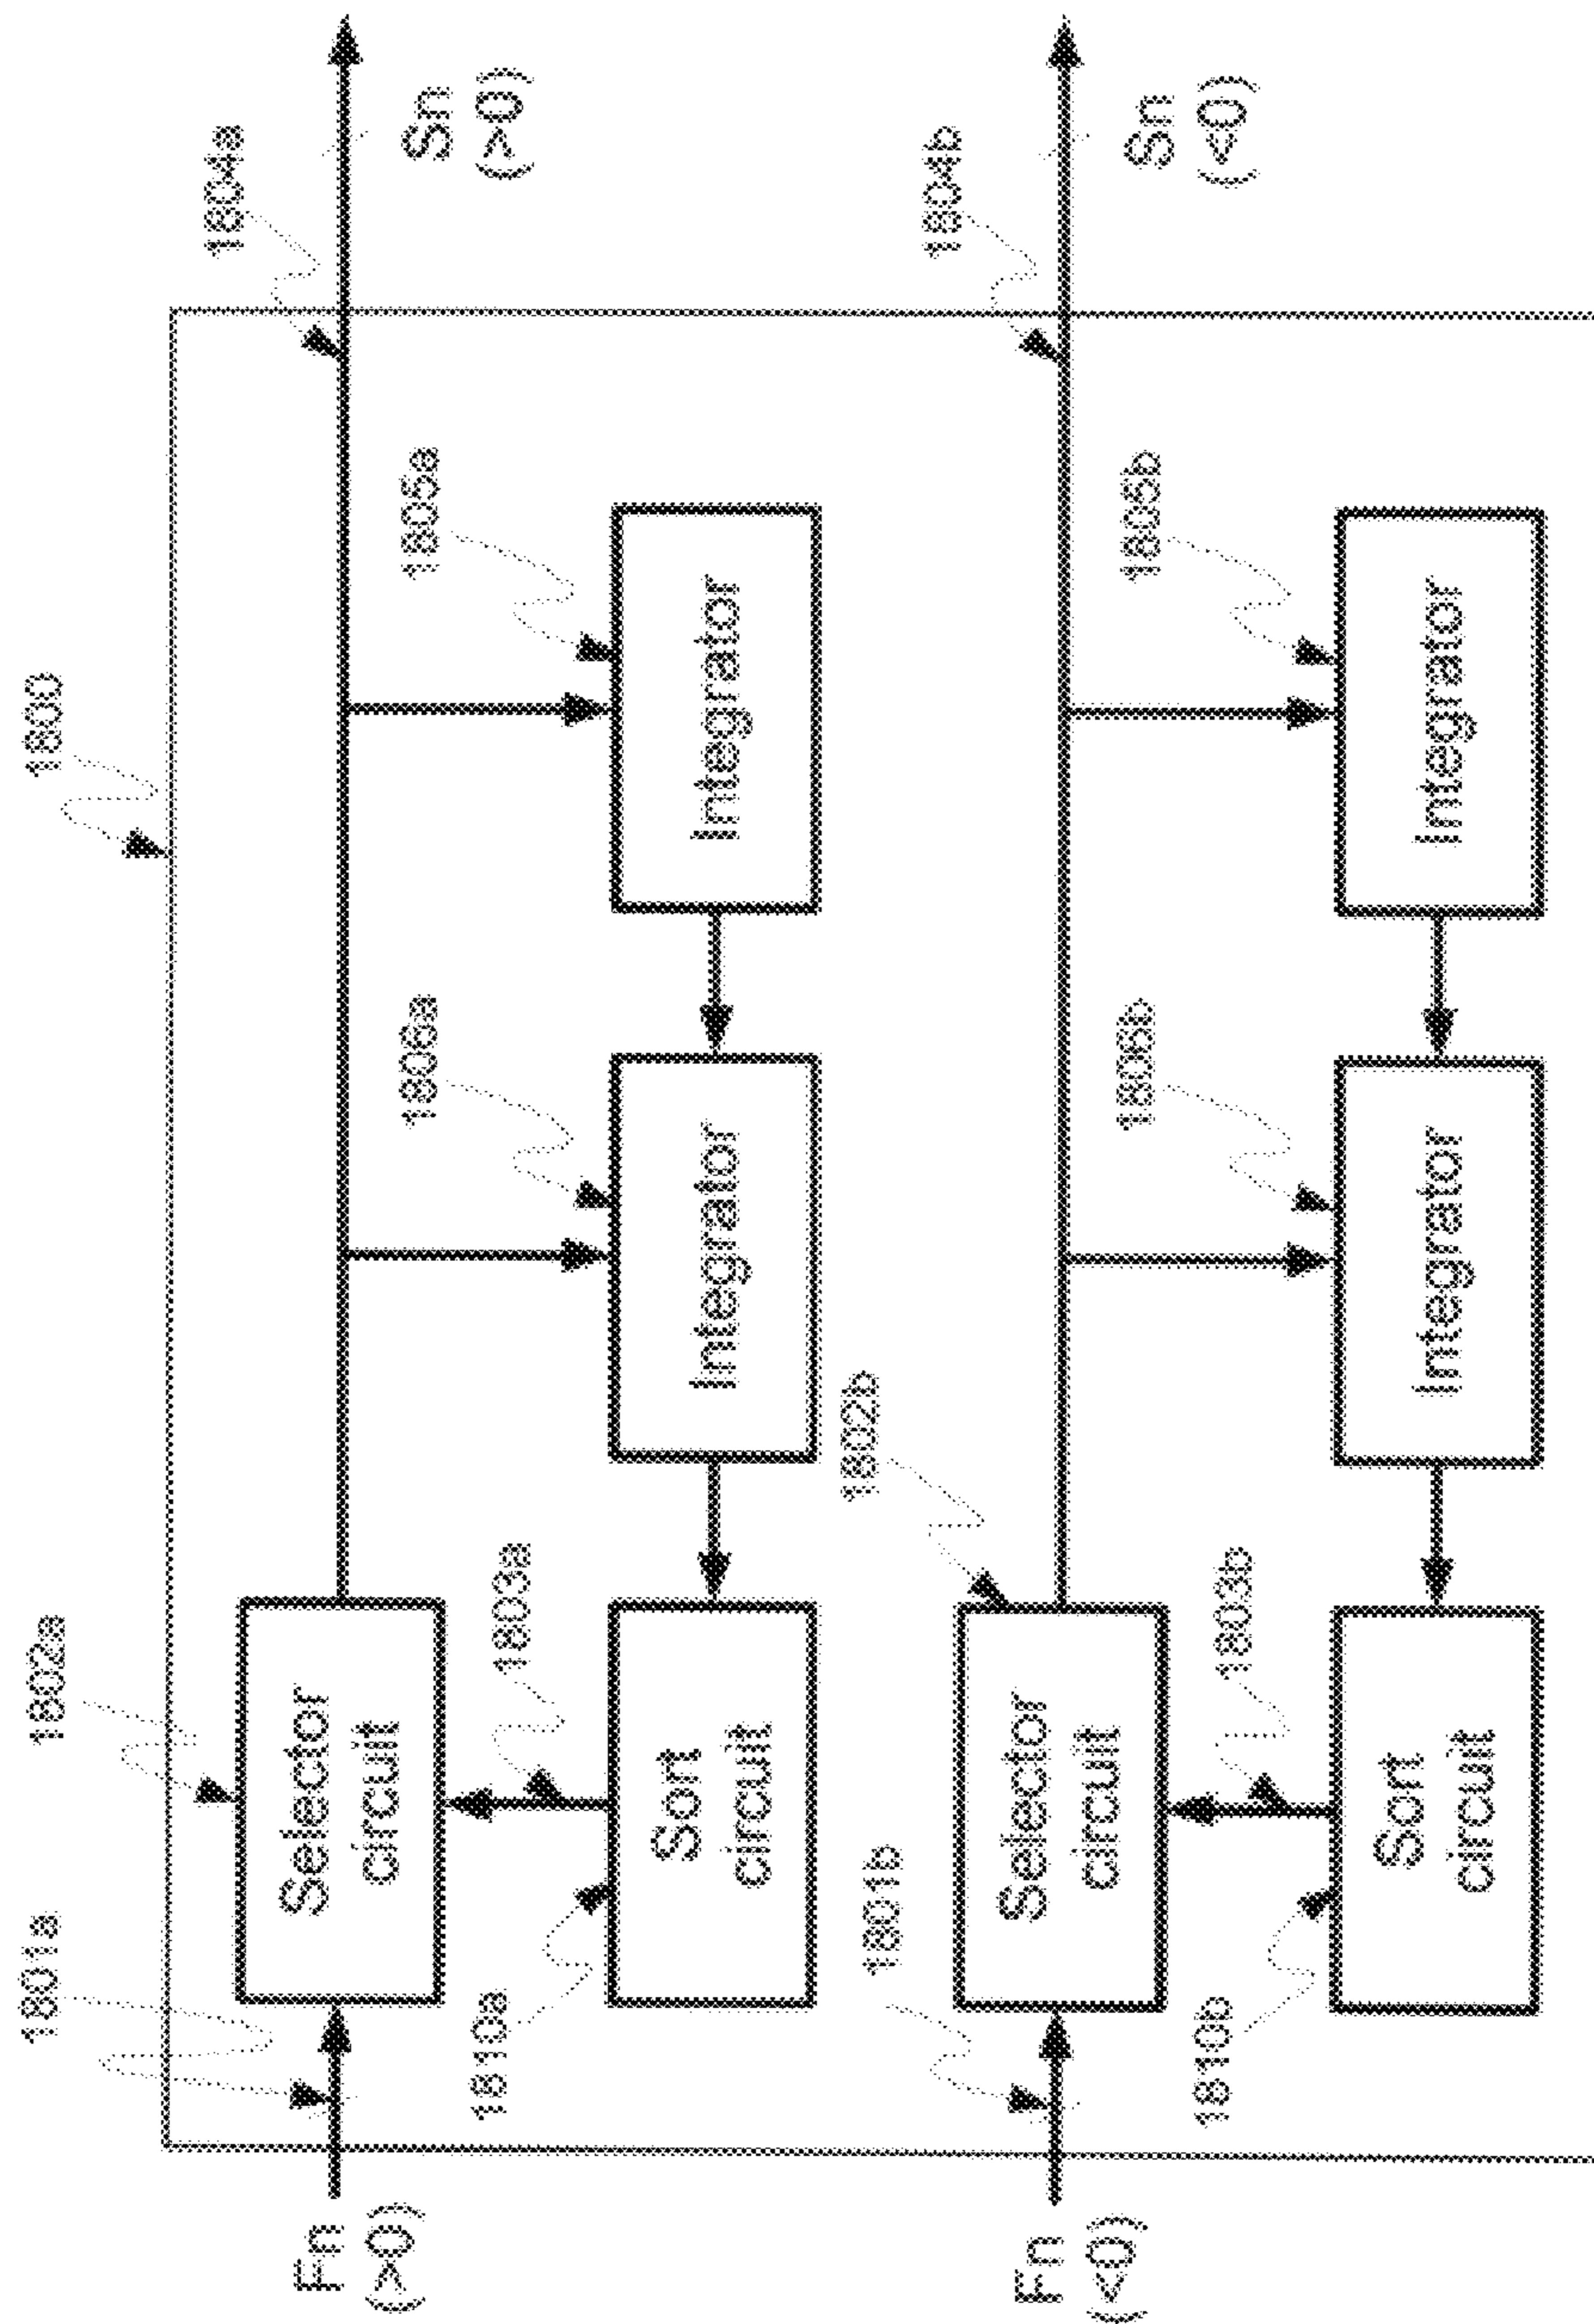 1800
1801a
1802a
1804a
Fn
(>0)
Selector
circuit
Sn
(>0)
1803a
1806a
1805a
1810a
Sort
circuit
Integrator
Integrator
1801b
1802b
1804b
Fn
(<0)
Selector
circuit
Sn
(<0)
1803b
1806b
1805b
1810b
Sort
circuit
Integrator
Integrator